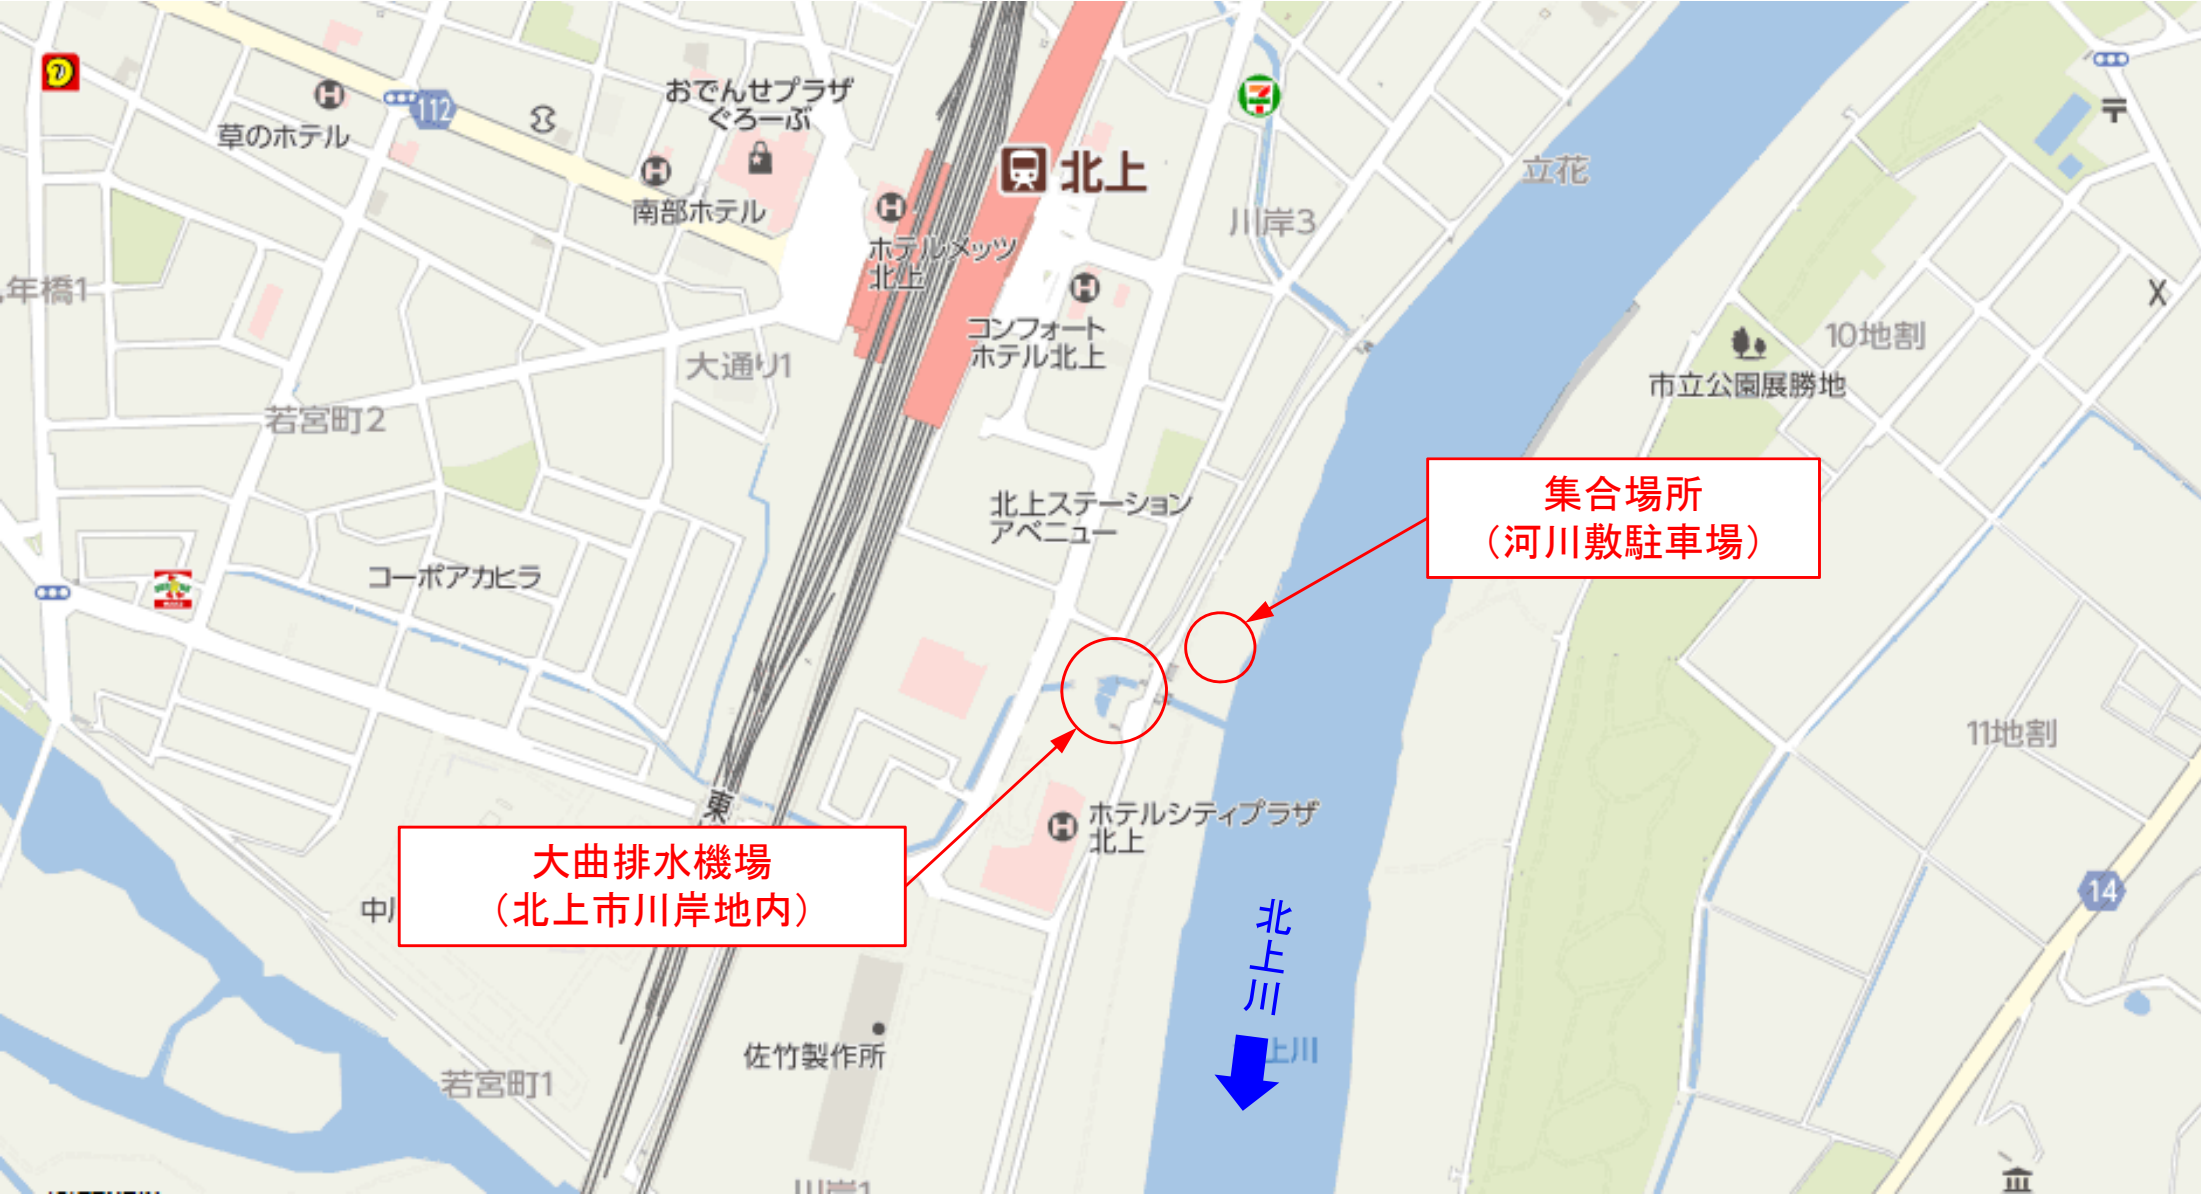 おでんせプラザ
ぐろーぶ
112
草のホテル
南部ホテル
北上
立花
川岸3
ホテルメッツ
北上
年橋1
コンフォート
ホテル北上
10地割
大通り1
市立公園展勝地
若宮町2
集合場所
（河川敷駐車場）
北上ステーション
アベニュー
コーポアカヒラ
11地割
東
ホテルシティプラザ
北上
大曲排水機場
（北上市川岸地内）
14
中
北上川
上川
佐竹製作所
若宮町1
川岸1